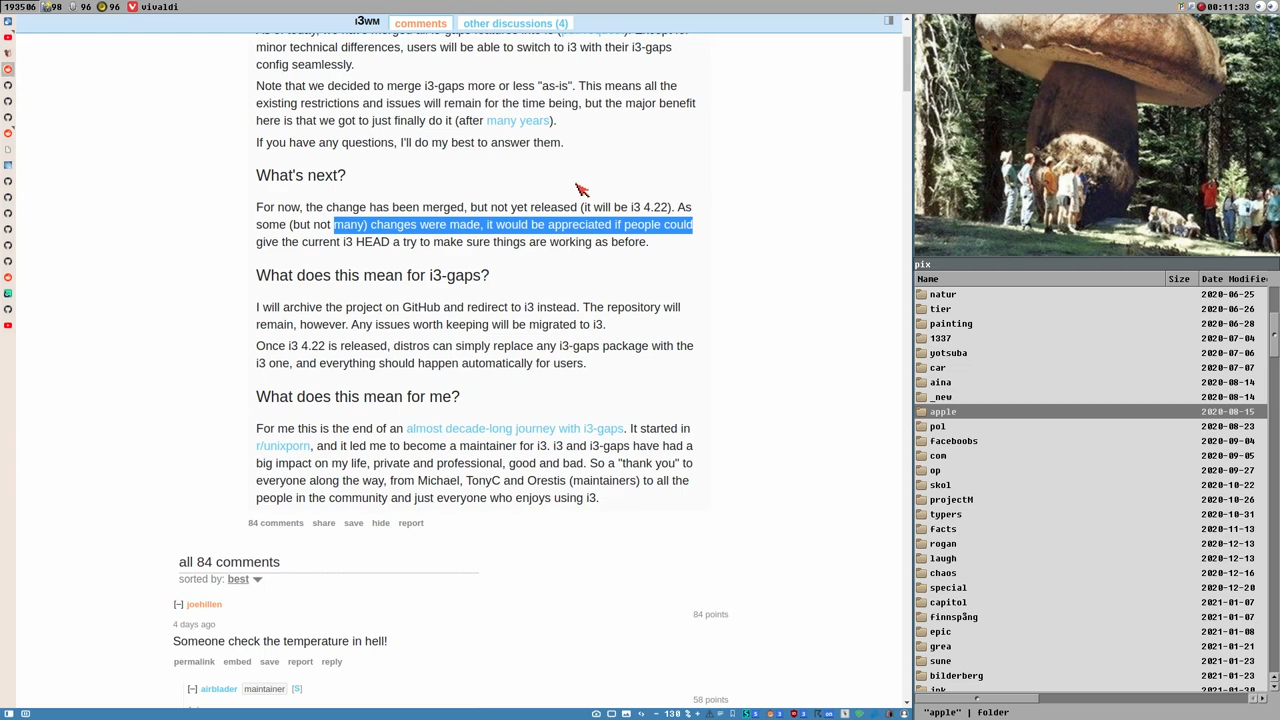 193506 98 96 96 vivaldi
00:11:33
i3WM comments other discussions (4)
minor technical differences, users will be able to switch to i3 with their i3-gaps
config seamlessly.
Note that we decided to merge i3-gaps more or less "as-is". This means all the
existing restrictions and issues will remain for the time being, but the major benefit
here is that we got to just finally do it (after many years).
If you have any questions, I'll do my best to answer them.
What's next?
For now, the change has been merged, but not yet released (it will be i3 4.22). As
some (but not many) changes were made, it would be appreciated if people could
give the current i3 HEAD a try to make sure things are working as before.
What does this mean for i3-gaps?
I will archive the project on GitHub and redirect to i3 instead. The repository will
remain, however. Any issues worth keeping will be migrated to i3.
Once i3 4.22 is released, distros can simply replace any i3-gaps package with the
i3 one, and everything should happen automatically for users.
What does this mean for me?
For me this is the end of an almost decade-long journey with i3-gaps. It started in
r/unixporn, and it led me to become a maintainer for i3. i3 and i3-gaps have had a
big impact on my life, private and professional, good and bad. So a "thank you" to
everyone along the way, from Michael, TonyC and Orestis (maintainers) to all the
people in the community and just everyone who enjoys using i3.
84 comments share save hide report
all 84 comments
sorted by: best
[–] joehillen
84 points
4 days ago
Someone check the temperature in hell!
permalink embed save report reply
[–] airblader maintainer [S]
58 points
130 %
pix
Name Size Date Modifie
natur 2020-06-25
tier 2020-06-26
painting 2020-06-28
1337 2020-07-04
yotsuba 2020-07-06
car 2020-07-07
aina 2020-08-14
_new 2020-08-14
apple 2020-08-15
pol 2020-08-23
faceboobs 2020-09-04
com 2020-09-05
op 2020-09-27
skol 2020-10-22
projectM 2020-10-26
typers 2020-10-31
facts 2020-11-13
rogan 2020-12-13
laugh 2020-12-13
chaos 2020-12-16
special 2020-12-20
capitol 2021-01-07
finnspång 2021-01-07
epic 2021-01-08
grea 2021-01-23
sune 2021-01-23
bilderberg 2021-01-23
"apple" | folder